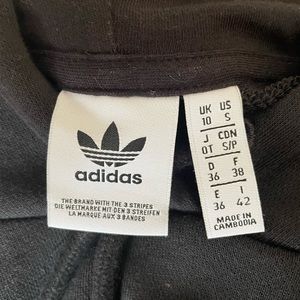 adidas
THE BRAND WITH THE 3 STRIPES
DIE WELTMARKE MIT DEN 3 STREIFEN
LA MARQUE AUX 3 BANDES
UK US
10 S
J CDN
OT S/P
D F
36 38
E I
36 42
MADE IN
CAMBODIA